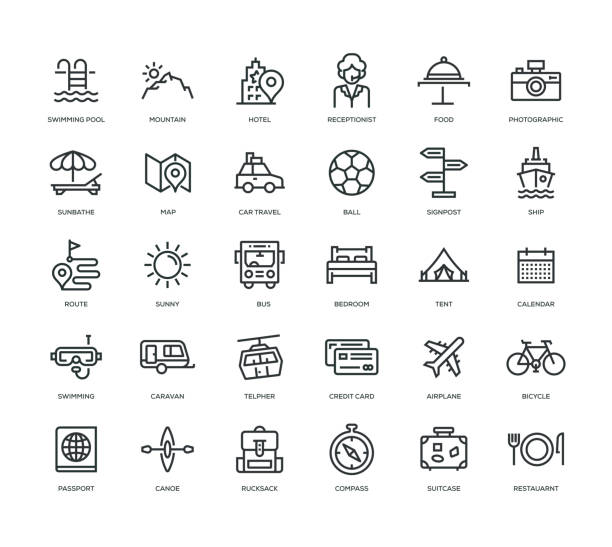 SWIMMING POOL
MOUNTAIN
HOTEL
RECEPTIONIST
FOOD
PHOTOGRAPHIC
SUNBATHE
MAP
CAR TRAVEL
BALL
SIGNPOST
SHIP
ROUTE
SUNNY
BUS
BEDROOM
TENT
CALENDAR
SWIMMING
CARAVAN
TELPHER
CREDIT CARD
AIRPLANE
BICYCLE
PASSPORT
CANOE
RUCKSACK
COMPASS
SUITCASE
RESTAUARNT